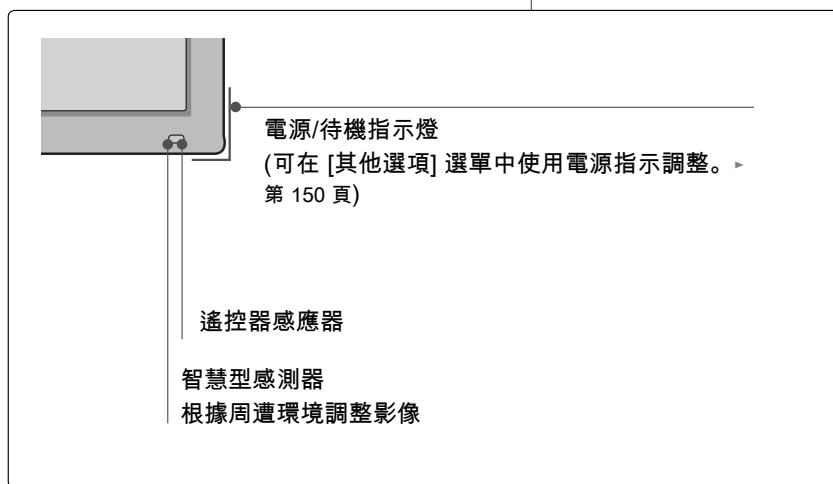 電源/待機指示燈
(可在 [其他選項] 選單中使用電源指示調整。►
第 150 頁)
遙控器感應器
智慧型感測器
根據周遭環境調整影像